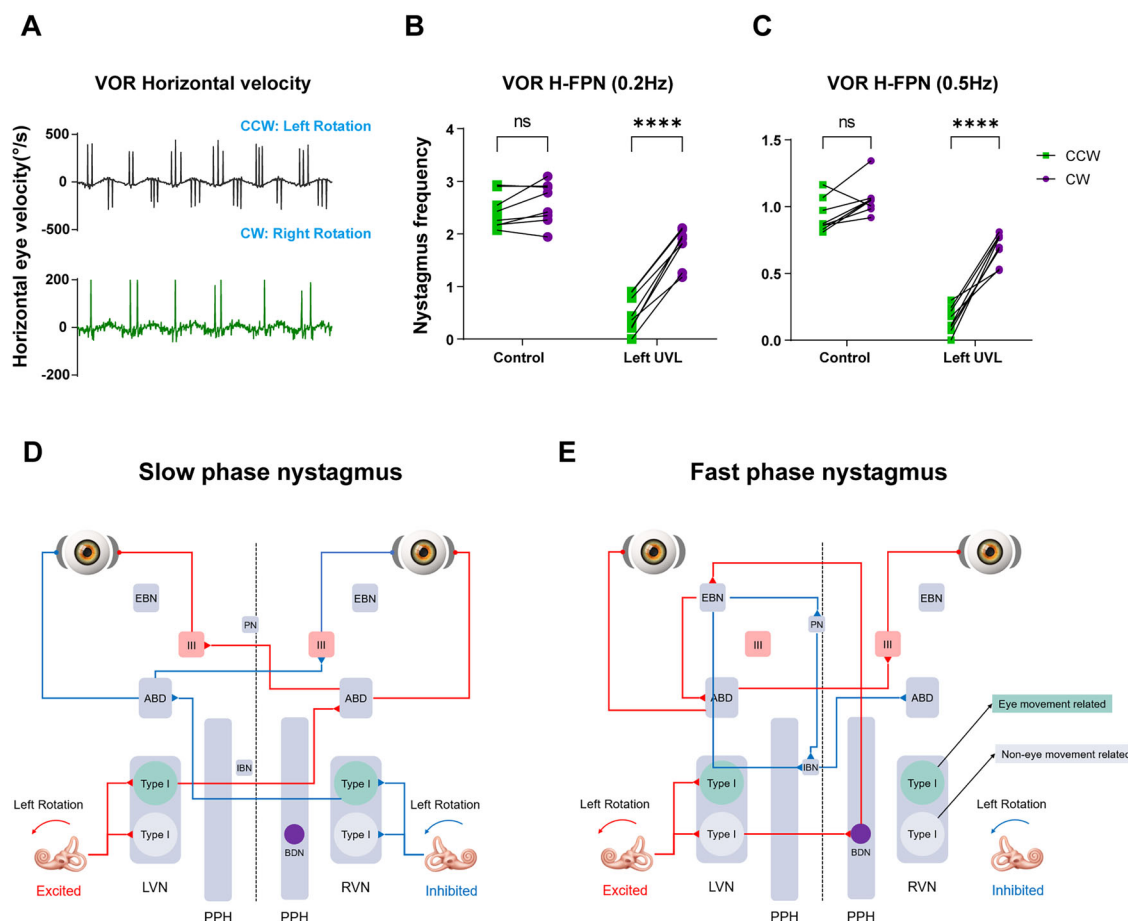 A
VOR Horizontal velocity
Horizontal eye velocity(°/s)
500
0
-500
CCW: Left Rotation
CW: Right Rotation
200
0
-200
B
VOR H-FPN (0.2Hz)
Nystagmus frequency
4
3
2
1
0
ns
****
Control
Left UVL
C
VOR H-FPN (0.5Hz)
1.5
1.0
0.5
0.0
ns
****
Control
Left UVL
CCW
CW
D
Slow phase nystagmus
EBN
EBN
PN
III
III
ABD
ABD
IBN
Type I
Type I
Left Rotation
Left Rotation
Type I
Type I
BDN
Excited
LVN
RVN
Inhibited
PPH
PPH
E
Fast phase nystagmus
EBN
EBN
PN
III
III
ABD
ABD
Eye movement related
IBN
Non-eye movement related
Type I
Type I
Left Rotation
Left Rotation
Type I
Type I
BDN
Excited
LVN
RVN
Inhibited
PPH
PPH